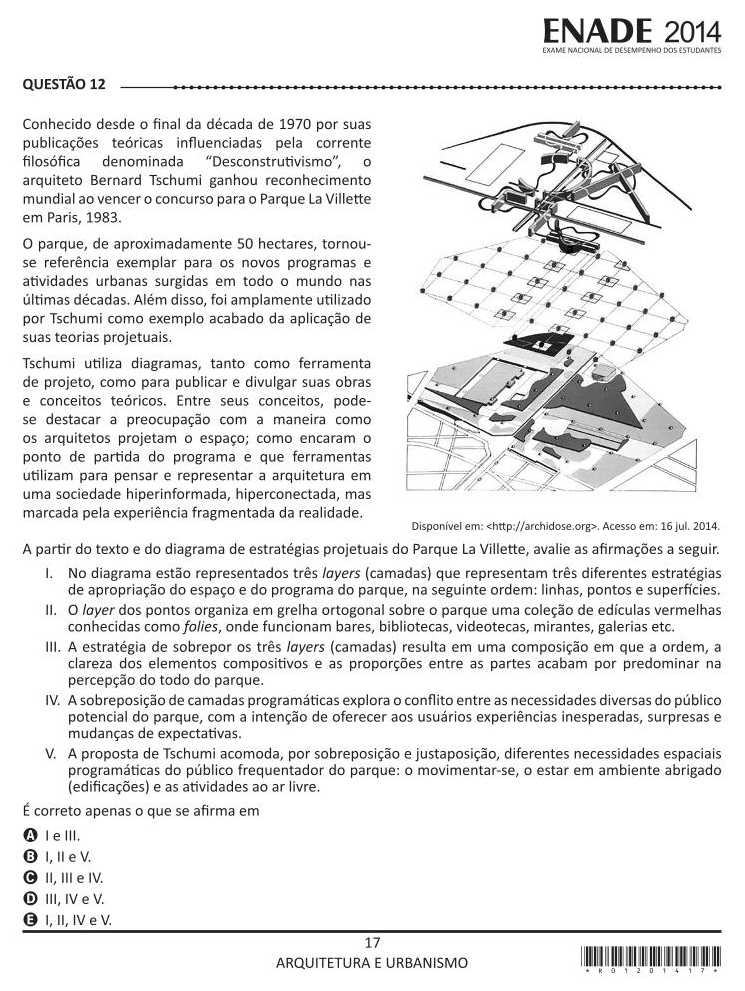 ENADE 2014
EXAME NACIONAL DE DESEMPENHO DOS ESTUDANTES
QUESTÃO 12
Conhecido desde o final da década de 1970 por suas
publicações teóricas influenciadas pela corrente
filosófica denominada “Desconstrutivismo”, o
arquiteto Bernard Tschumi ganhou reconhecimento
mundial ao vencer o concurso para o Parque La Villette
em Paris, 1983.
O parque, de aproximadamente 50 hectares, tornou-
se referência exemplar para os novos programas e
atividades urbanas surgidas em todo o mundo nas
últimas décadas. Além disso, foi amplamente utilizado
por Tschumi como exemplo acabado da aplicação de
suas teorias projetuais.
Tschumi utiliza diagramas, tanto como ferramenta
de projeto, como para publicar e divulgar suas obras
e conceitos teóricos. Entre seus conceitos, pode-
se destacar a preocupação com a maneira como
os arquitetos projetam o espaço; como encaram o
ponto de partida do programa e que ferramentas
utilizam para pensar e representar a arquitetura em
uma sociedade hiperinformada, hiperconectada, mas
marcada pela experiência fragmentada da realidade.
Disponível em: <http://archidose.org>. Acesso em: 16 jul. 2014.
A partir do texto e do diagrama de estratégias projetuais do Parque La Villette, avalie as afirmações a seguir.
I. No diagrama estão representados três layers (camadas) que representam três diferentes estratégias
de apropriação do espaço e do programa do parque, na seguinte ordem: linhas, pontos e superfícies.
II. O layer dos pontos organiza em grelha ortogonal sobre o parque uma coleção de edículas vermelhas
conhecidas como folies, onde funcionam bares, bibliotecas, videotecas, mirantes, galerias etc.
III. A estratégia de sobrepor os três layers (camadas) resulta em uma composição em que a ordem, a
clareza dos elementos compositivos e as proporções entre as partes acabam por predominar na
percepção do todo do parque.
IV. A sobreposição de camadas programáticas explora o conflito entre as necessidades diversas do público
potencial do parque, com a intenção de oferecer aos usuários experiências inesperadas, surpresas e
mudanças de expectativas.
V. A proposta de Tschumi acomoda, por sobreposição e justaposição, diferentes necessidades espaciais
programáticas do público frequentador do parque: o movimentar-se, o estar em ambiente abrigado
(edificações) e as atividades ao ar livre.
É correto apenas o que se afirma em
A I e III.
B I, II e V.
C II, III e IV.
D III, IV e V.
E I, II, IV e V.
17
ARQUITETURA E URBANISMO
*R0120141​7*